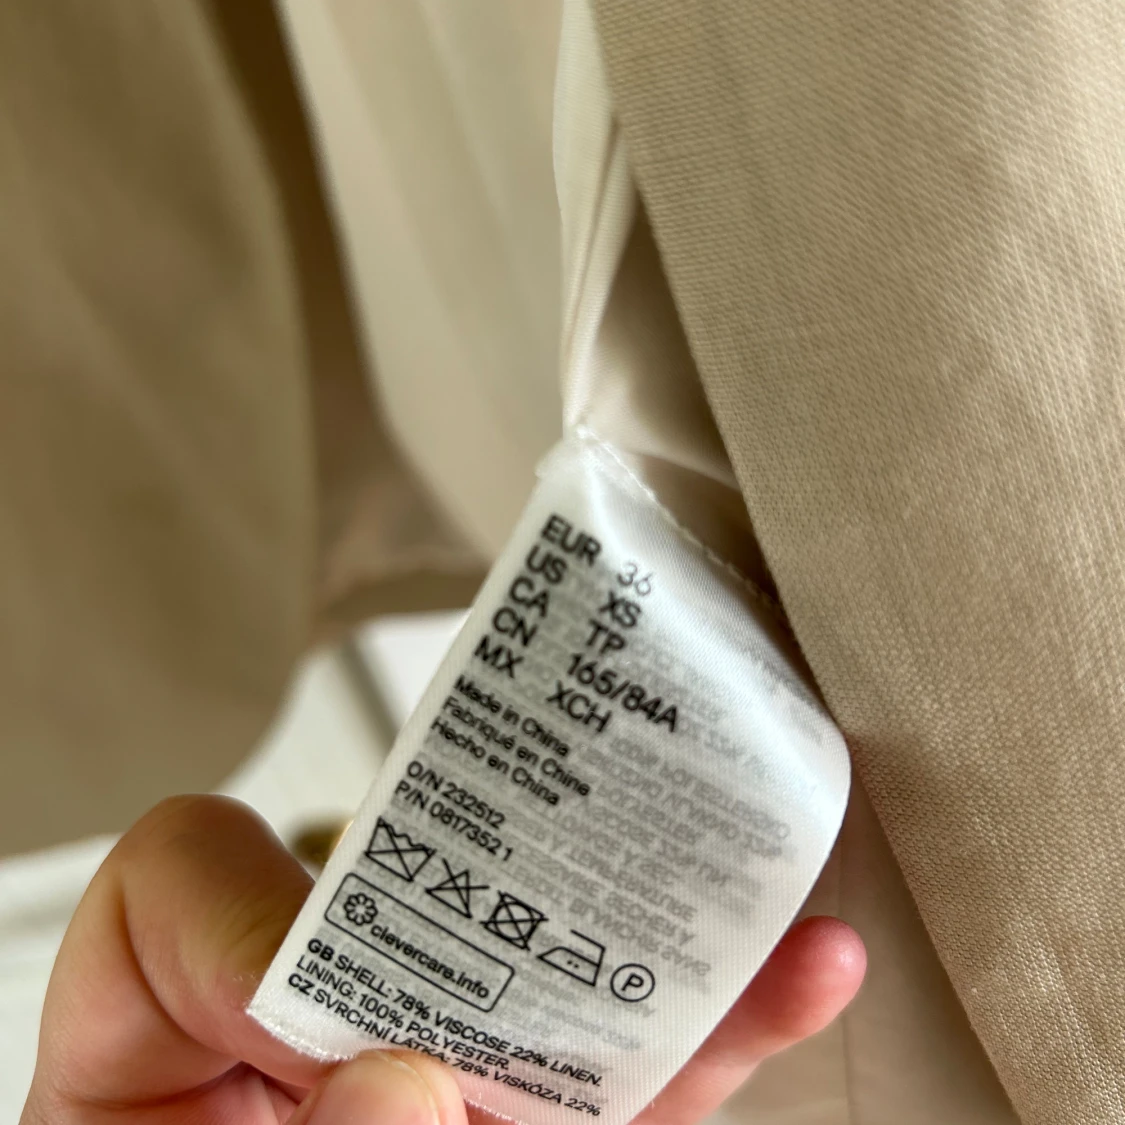 EUR 36
US XS
CA TP
CN 165/84A
MX XCH
Made in China
Fabriqué en Chine
Hecho en China
O/N 232512
P/N 0817352 1
P
clevercare.info
GB SHELL: 78% VISCOSE 22% LINEN.
LINING: 100% POLYESTER.
CZ SVRCHNÍ LÁTKA: 78% VISKÓZA 22%